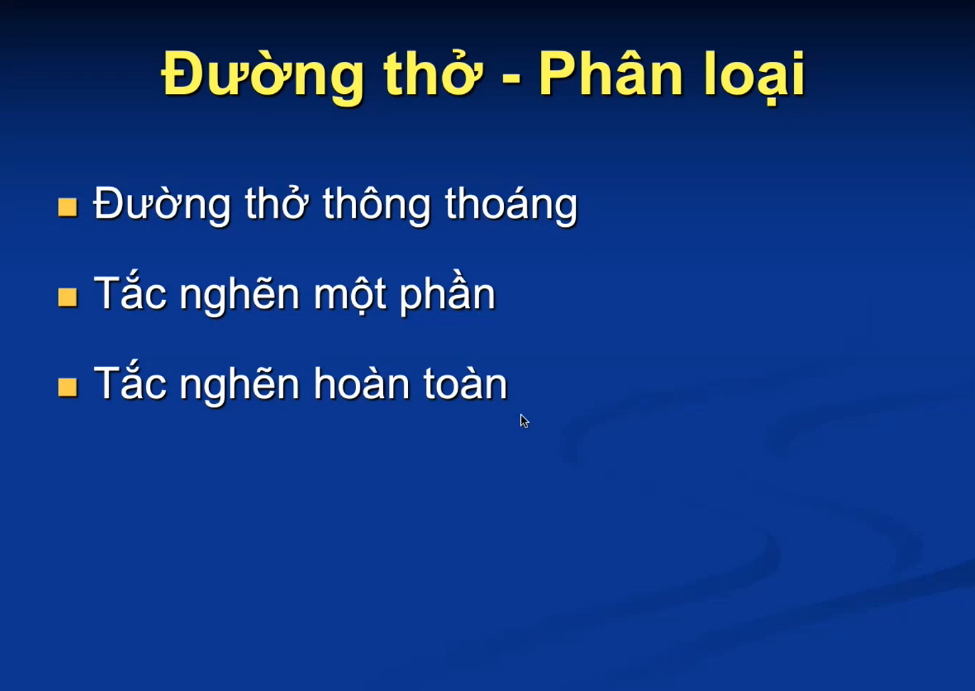 Đường thở - Phân loại
Đường thở thông thoáng
Tắc nghẽn một phần
Tắc nghẽn hoàn toàn